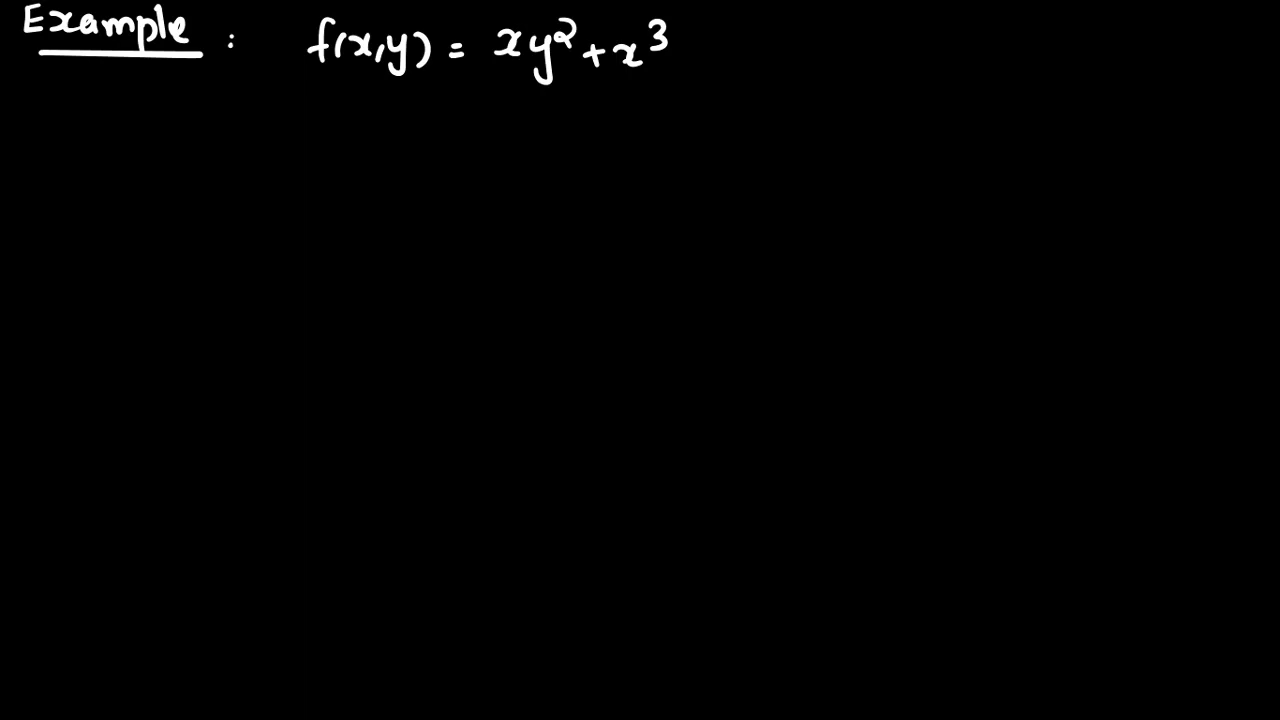 Example : f(x,y) = xy² + x³